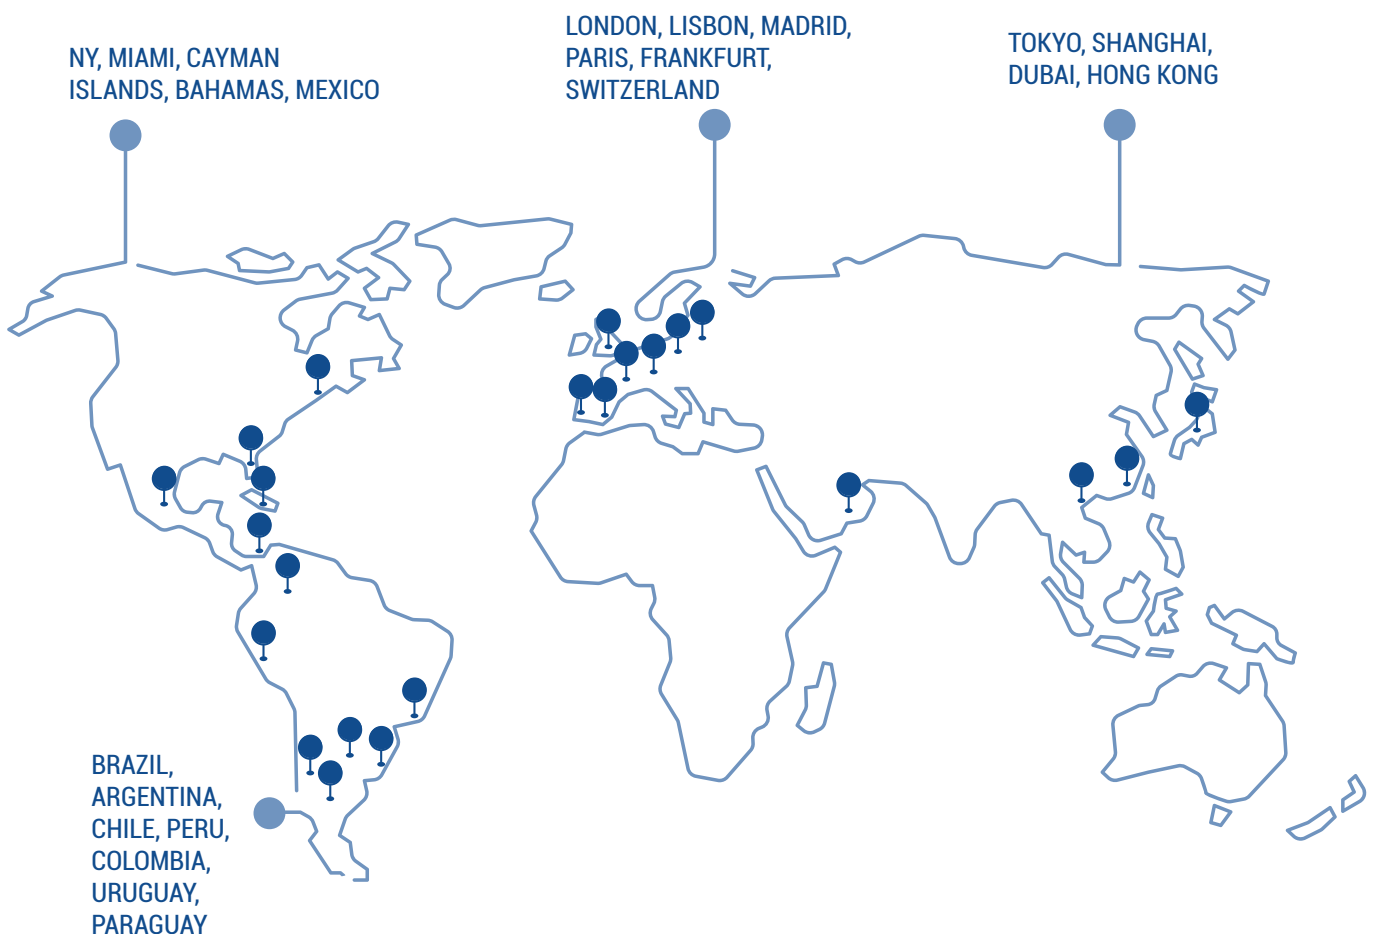 NY, MIAMI, CAYMAN
ISLANDS, BAHAMAS, MEXICO
LONDON, LISBON, MADRID,
PARIS, FRANKFURT,
SWITZERLAND
TOKYO, SHANGHAI,
DUBAI, HONG KONG
BRAZIL,
ARGENTINA,
CHILE, PERU,
COLOMBIA,
URUGUAY,
PARAGUAY